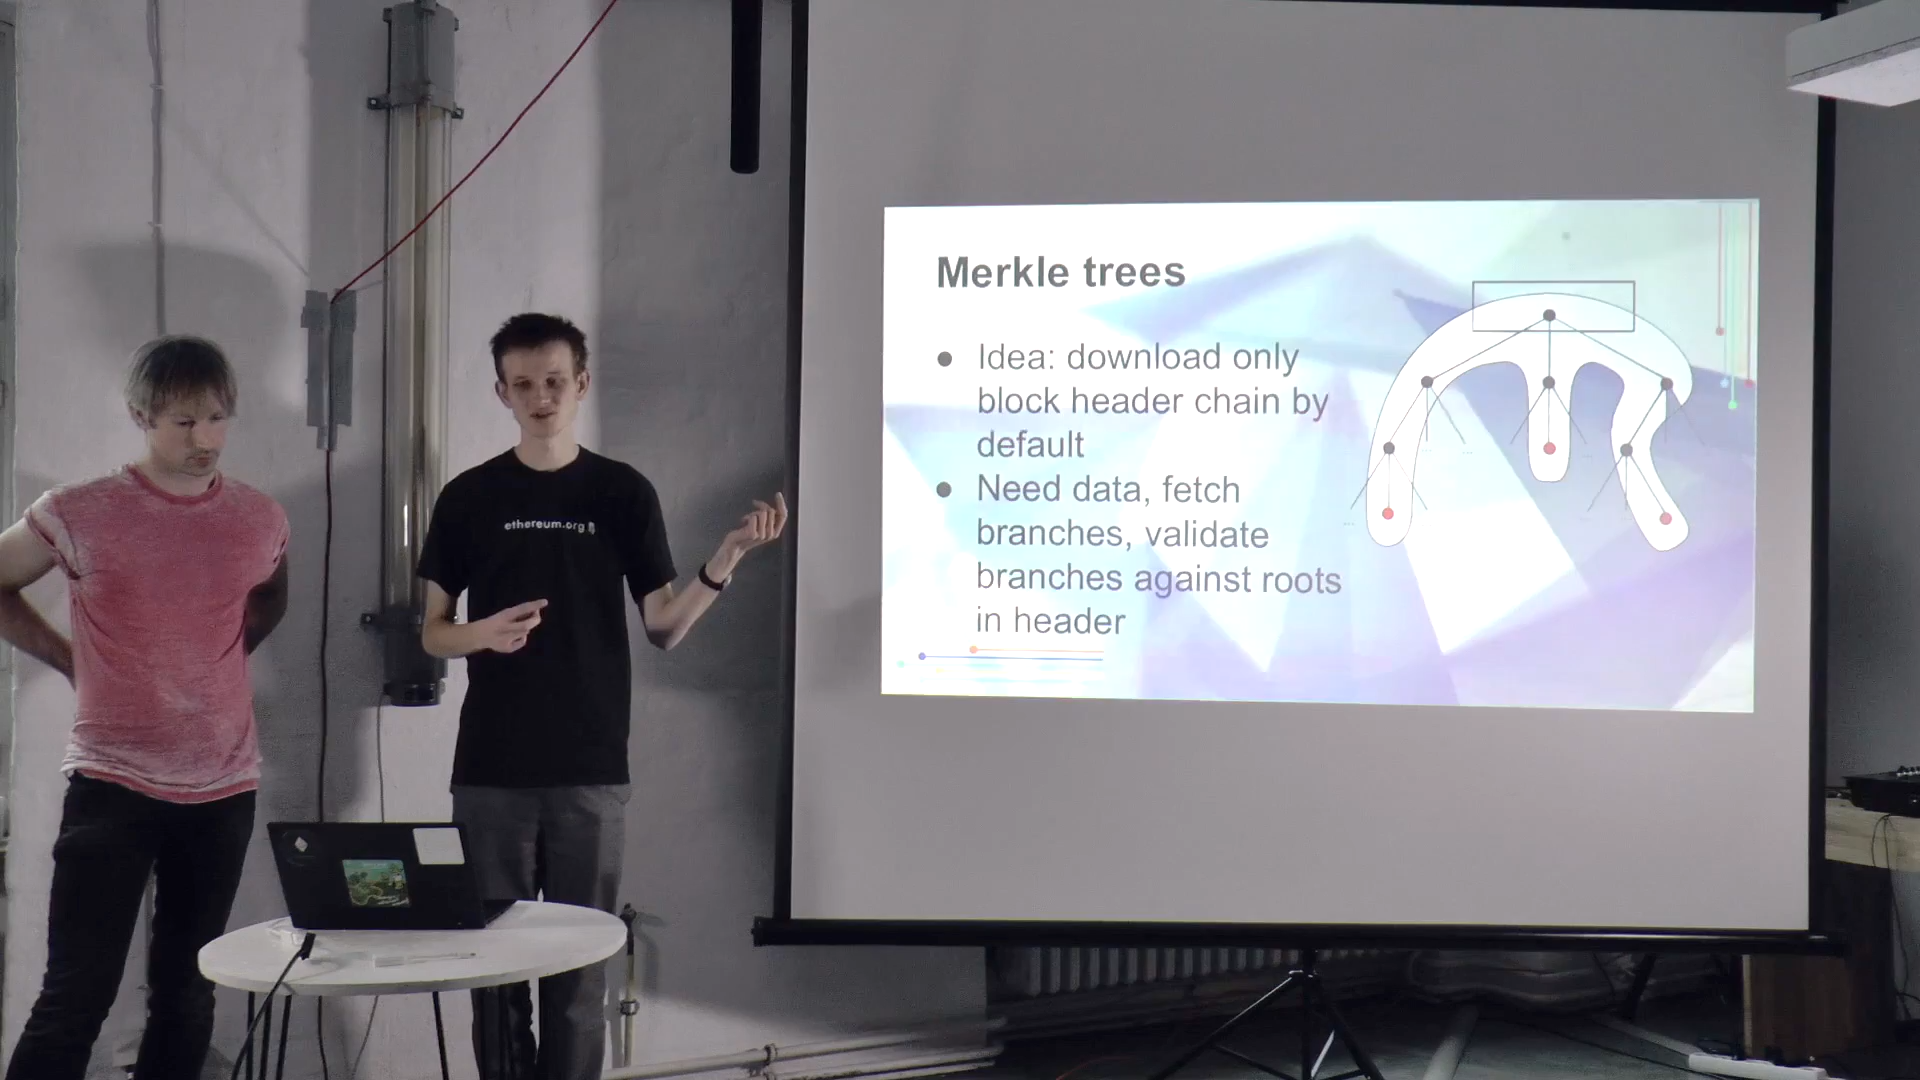 ethereum.org
Merkle trees
● Idea: download only
block header chain by
default
● Need data, fetch
branches, validate
branches against roots
in header